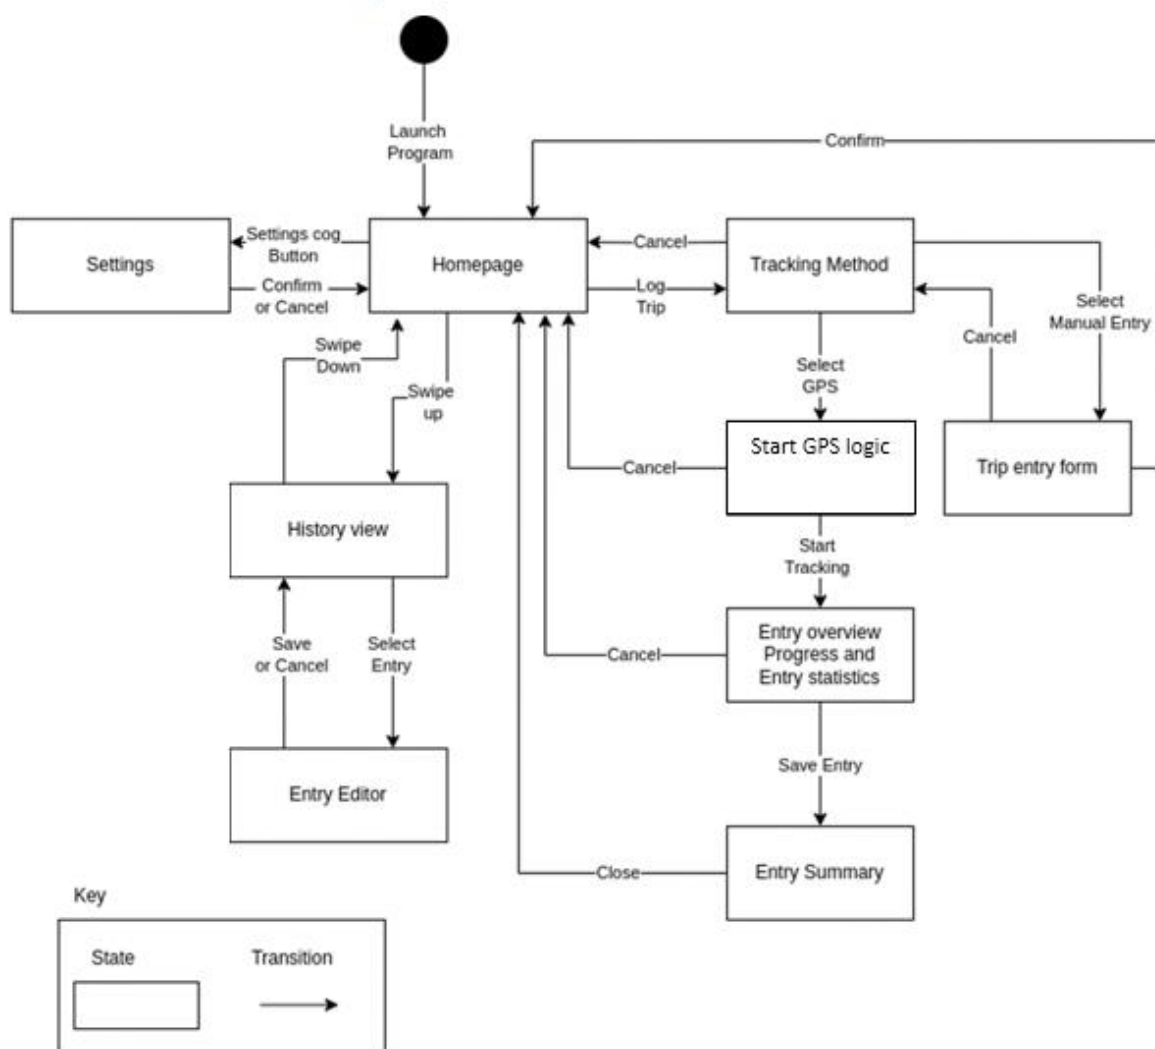 Launch
Program
Confirm
Settings
Settings cog
Button
Confirm
or Cancel
Homepage
Cancel
Log
Trip
Tracking Method
Select
Manual Entry
Cancel
Swipe
Down
Swipe
up
Select
GPS
Start GPS logic
Cancel
Trip entry form
History view
Start
Tracking
Save
or Cancel
Select
Entry
Cancel
Entry overview
Progress and
Entry statistics
Save Entry
Entry Editor
Close
Entry Summary
Key
State
Transition